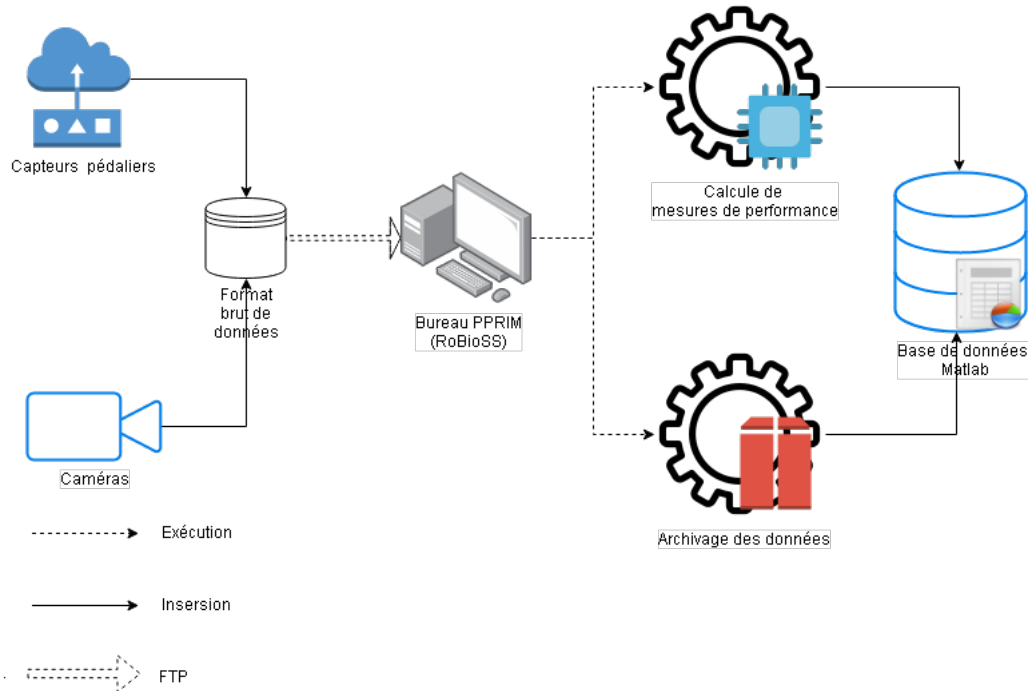 Capteurs pédaliers
Format
brut de
données
Caméras
Bureau PPRIM
(RoBioSS)
Calcule de
mesures de performance
Archivage des données
Base de données
Matlab
Exécution
Insersion
FTP